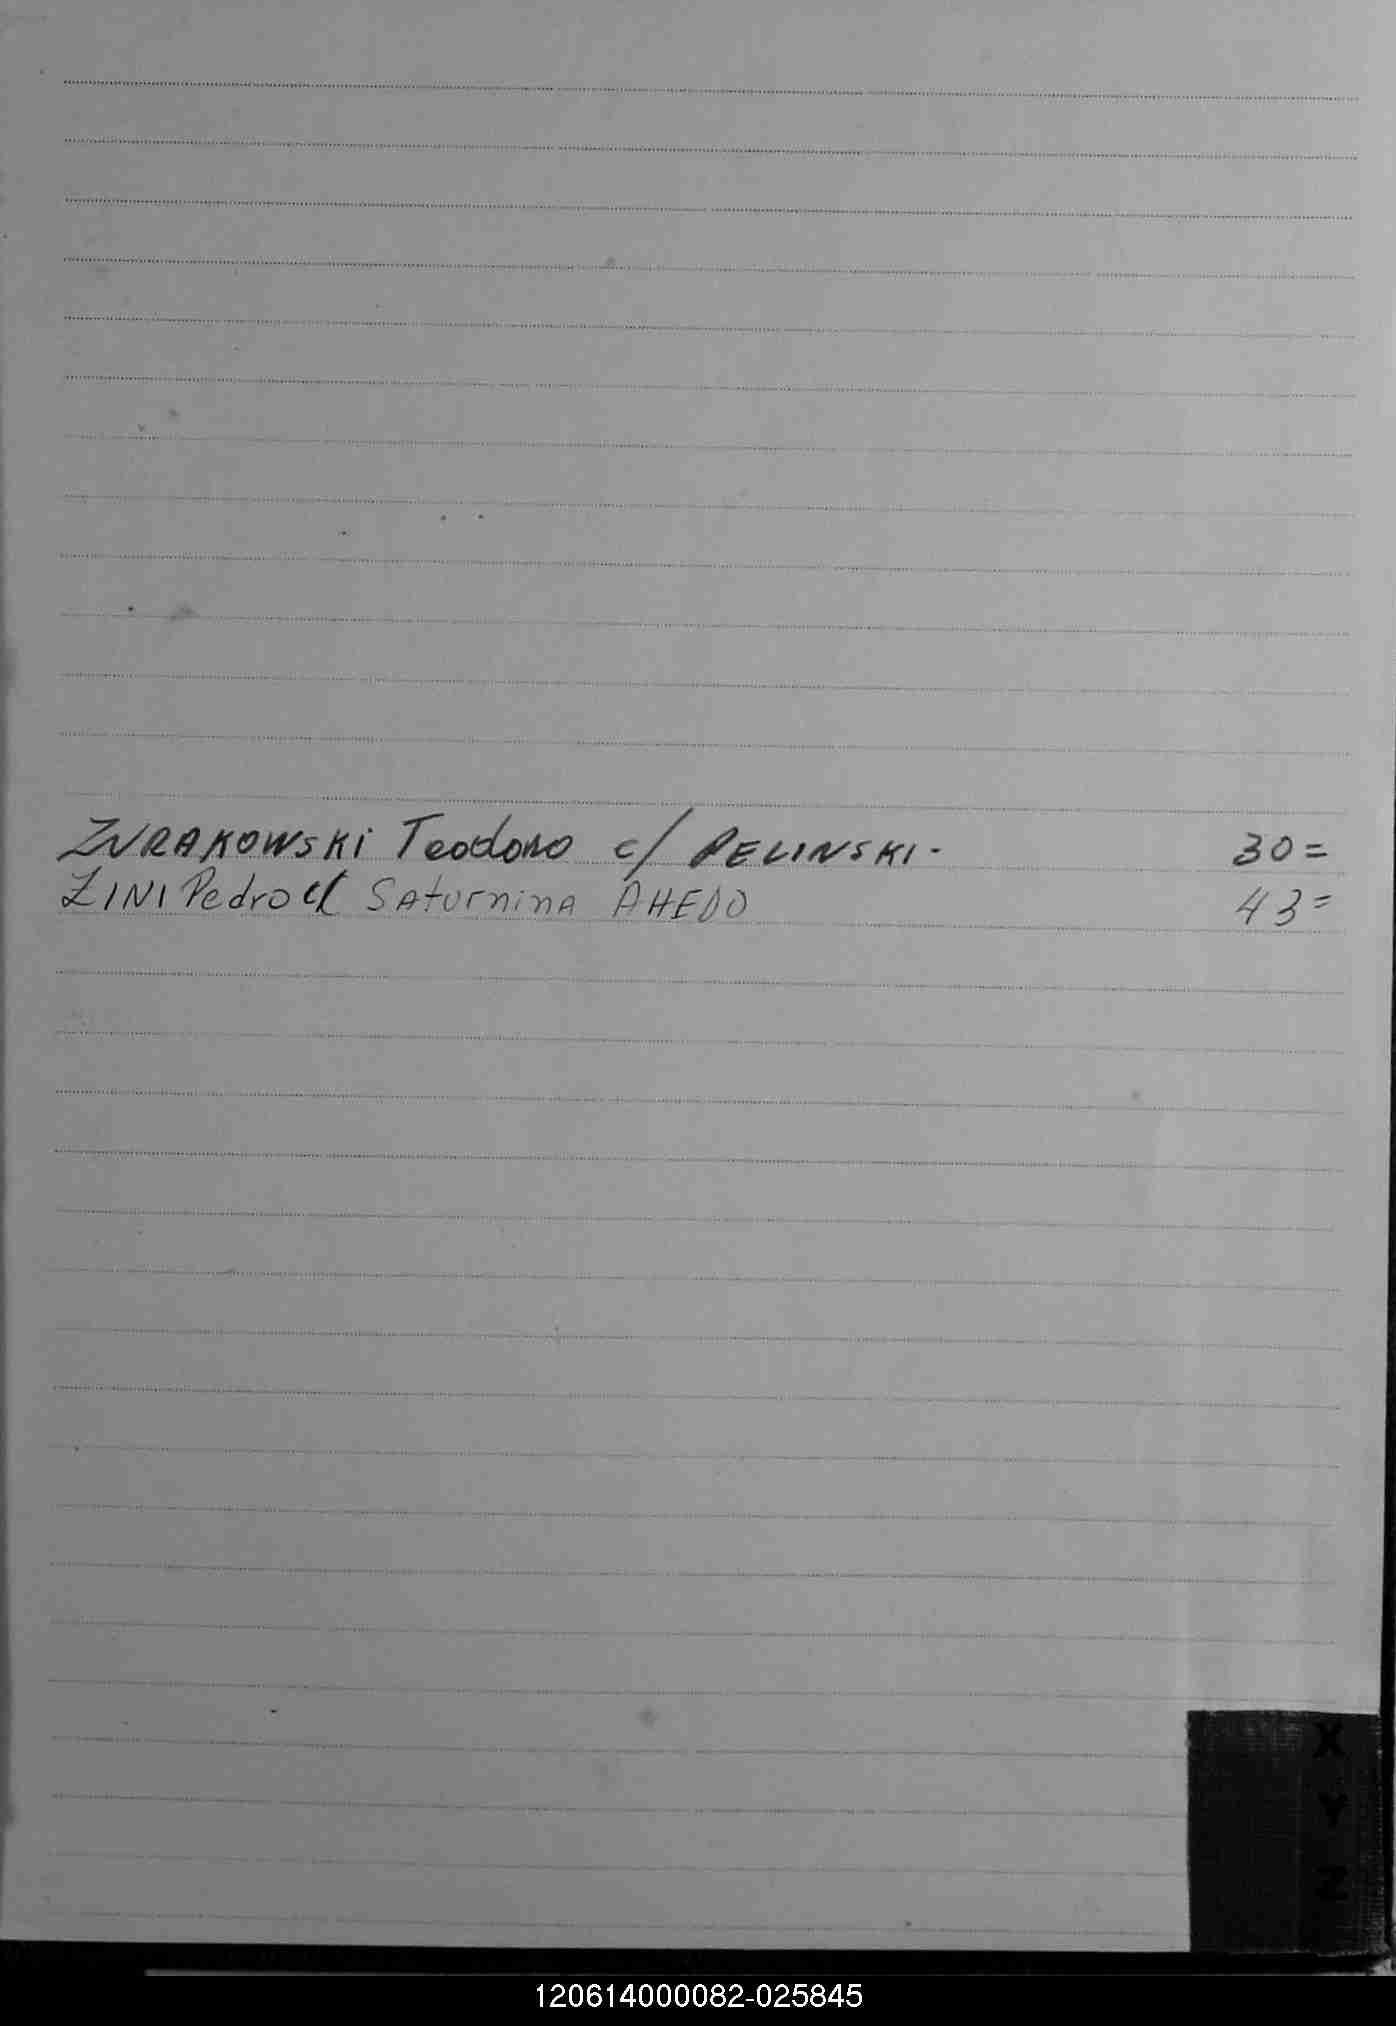 ZURAKOWSKi Teodoro c/ PELINSKI. 30=
ZINI Pedro c/ SAturninA AHEDO 43=
X
Y
Z
120614000082-025845